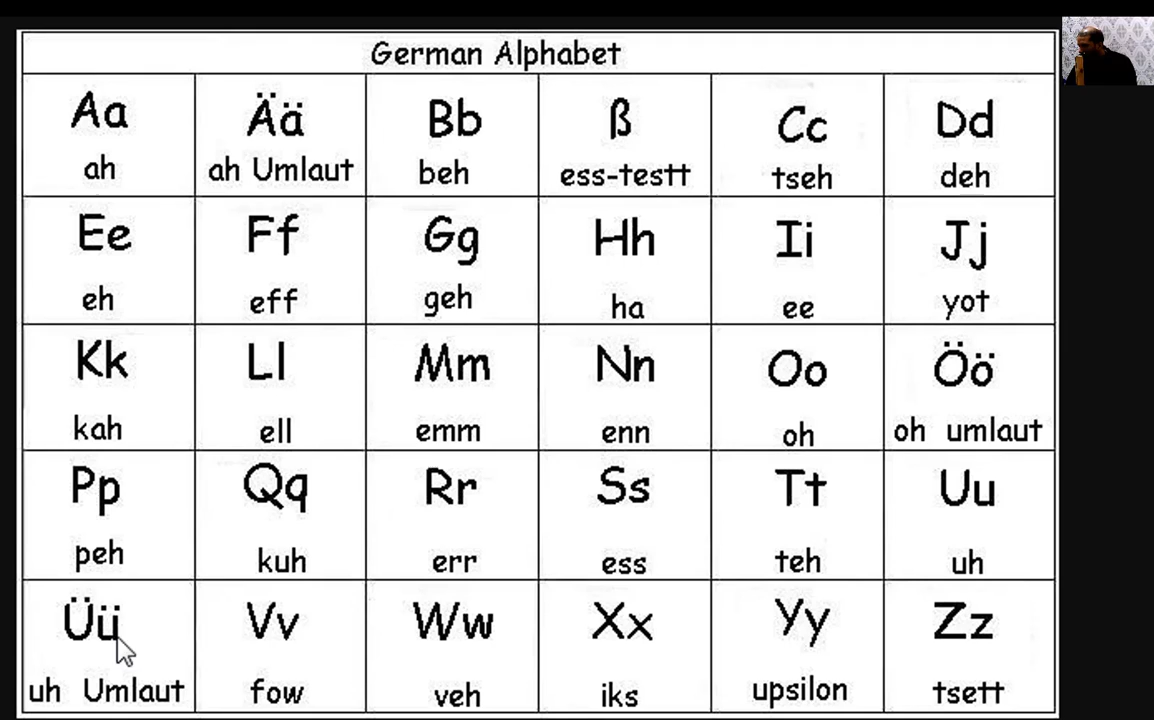 German Alphabet
Aa Ää Bb ß Cc Dd
ah ah Umlaut beh ess-testt tseh deh
Ee Ff Gg Hh Ii Jj
eh eff geh ha ee yot
Kk Ll Mm Nn Oo Öö
kah ell emm enn oh oh umlaut
Pp Qq Rr Ss Tt Uu
peh kuh err ess teh uh
Üü Vv Ww Xx Yy Zz
uh Umlaut fow veh iks upsilon tsett